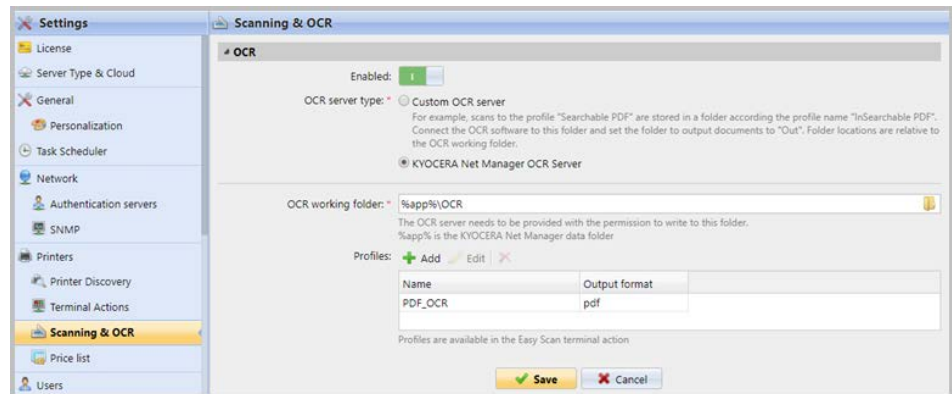 Settings
License
Server Type & Cloud
General
Personalization
Task Scheduler
Network
Authentication servers
SNMP
Printers
Printer Discovery
Terminal Actions
Scanning & OCR
Price list
Users
Scanning & OCR
OCR
Enabled:
OCR server type: * Custom OCR server
For example, scans to the profile "Searchable PDF" are stored in a folder according the profile name "InSearchable PDF".
Connect the OCR software to this folder and set the folder to output documents to "Out". Folder locations are relative to
the OCR working folder.
KYOCERA Net Manager OCR Server
OCR working folder: * %app%\OCR
The OCR server needs to be provided with the permission to write to this folder.
%app% is the KYOCERA Net Manager data folder
Profiles: Add Edit
Name Output format
PDF_OCR pdf
Profiles are available in the Easy Scan terminal action
Save Cancel